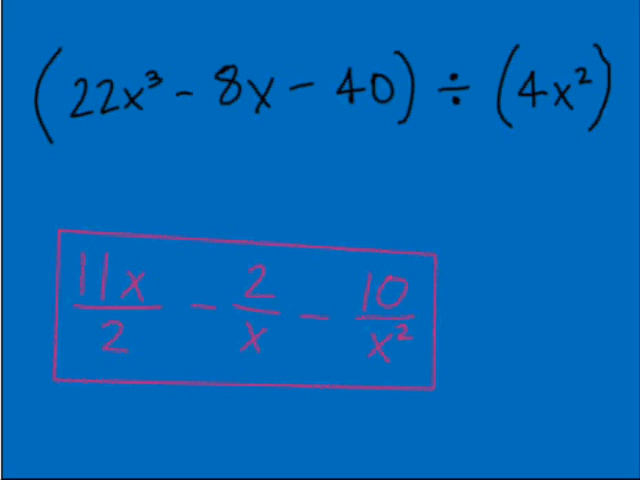 (22x³ - 8x - 40) ÷ (4x²)
11x/2 - 2/x - 10/x²